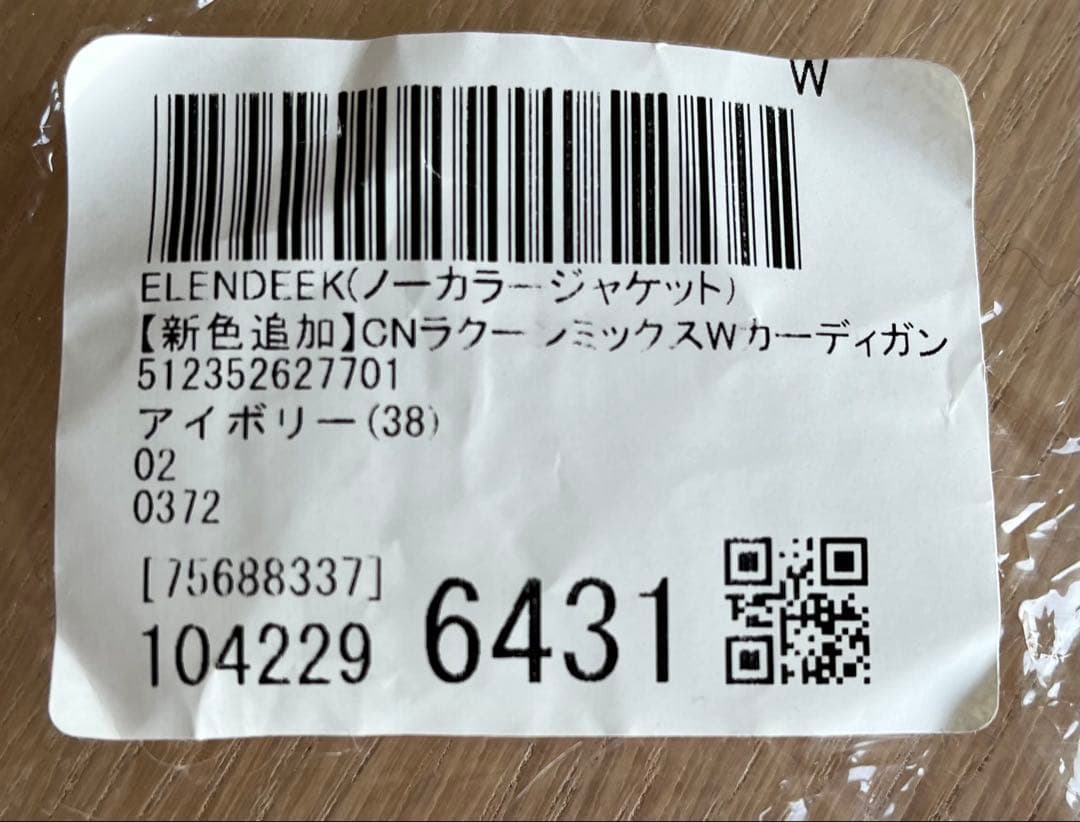 W
ELENDEEK(ノーカラージャケット)
【新色追加】CNラクーンミックスWカーディガン
512352627701
アイボリー(38)
02
0372
[75688337]
104229 6431